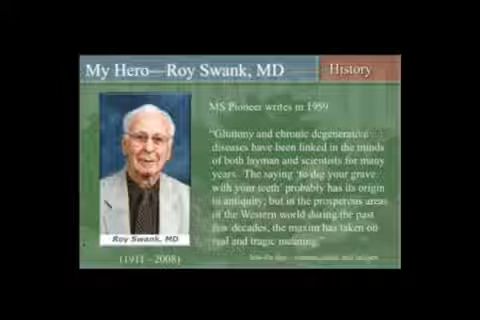 My Hero—Roy Swank, MD
History
MS Pioneer writes in 1959
"Gluttony and chronic degenerative
diseases have been linked in the minds
of both layman and scientists for many
years. The saying 'to dig your grave
with your teeth' probably has its origin
in antiquity; but in the prosperous areas
of the Western world during the past
few decades, the maxim has taken on
real and tragic meaning."
Roy Swank, MD
(1911 - 2008)